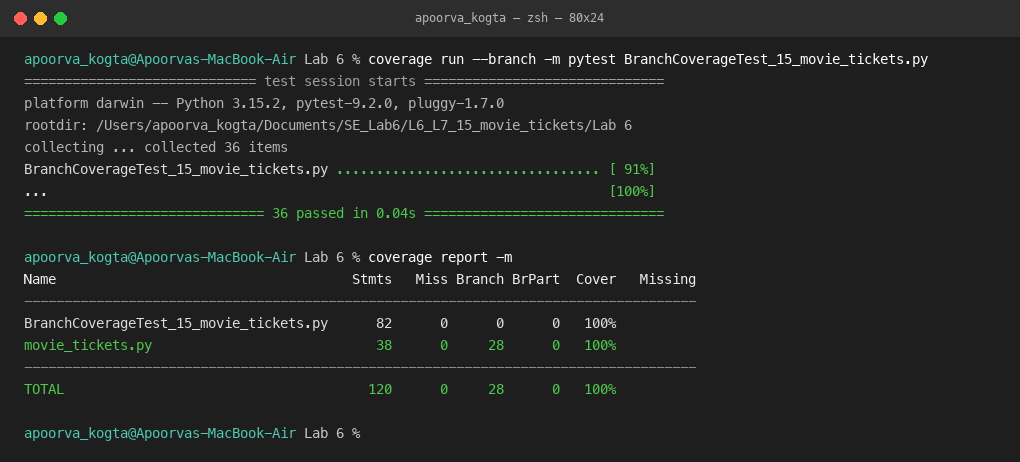 apoorva_kogta — zsh — 80x24
apoorva_kogta@Apoorvas-MacBook-Air Lab 6 % coverage run --branch -m pytest BranchCoverageTest_15_movie_tickets.py
============================= test session starts ==============================
platform darwin -- Python 3.15.2, pytest-9.2.0, pluggy-1.7.0
rootdir: /Users/apoorva_kogta/Documents/SE_Lab6/L6_L7_15_movie_tickets/Lab 6
collecting ... collected 36 items
BranchCoverageTest_15_movie_tickets.py ................................. [ 91%]
... [100%]
============================== 36 passed in 0.04s ==============================
apoorva_kogta@Apoorvas-MacBook-Air Lab 6 % coverage report -m
Name Stmts Miss Branch BrPart Cover Missing
------------------------------------------------------------------------------------
BranchCoverageTest_15_movie_tickets.py 82 0 0 0 100%
movie_tickets.py 38 0 28 0 100%
------------------------------------------------------------------------------------
TOTAL 120 0 28 0 100%
apoorva_kogta@Apoorvas-MacBook-Air Lab 6 %